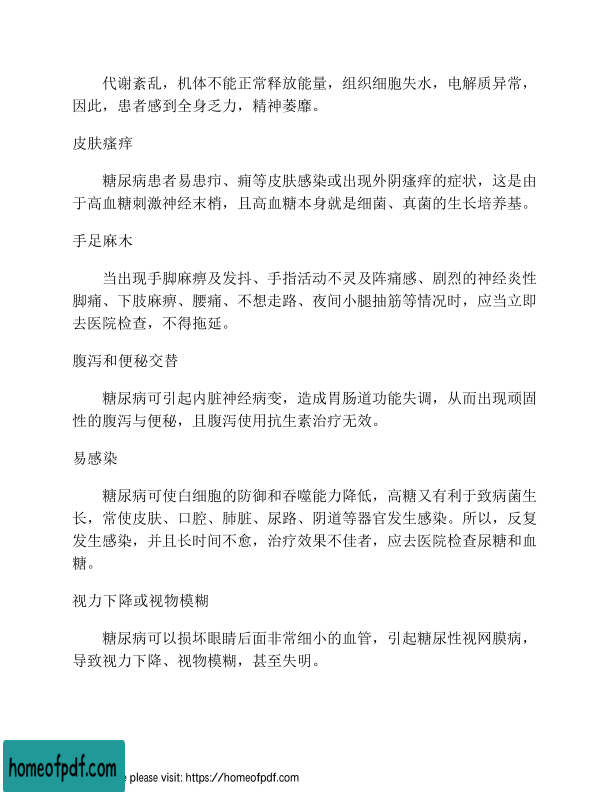 代谢紊乱，机体不能正常释放能量，组织细胞失水，电解质异常，
因此，患者感到全身乏力，精神萎靡。
皮肤瘙痒
糖尿病患者易患疖、痈等皮肤感染或出现外阴瘙痒的症状，这是由
于高血糖刺激神经末梢，且高血糖本身就是细菌、真菌的生长培养基。
手足麻木
当出现手脚麻痹及发抖、手指活动不灵及阵痛感、剧烈的神经炎性
脚痛、下肢麻痹、腰痛、不想走路、夜间小腿抽筋等情况时，应当立即
去医院检查，不得拖延。
腹泻和便秘交替
糖尿病可引起内脏神经病变，造成胃肠道功能失调，从而出现顽固
性的腹泻与便秘，且腹泻使用抗生素治疗无效。
易感染
糖尿病可使白细胞的防御和吞噬能力降低，高糖又有利于致病菌生
长，常使皮肤、口腔、肺脏、尿路、阴道等器官发生感染。所以，反复
发生感染，并且长时间不愈，治疗效果不佳者，应去医院检查尿糖和血
糖。
视力下降或视物模糊
糖尿病可以损坏眼睛后面非常细小的血管，引起糖尿性视网膜病，
导致视力下降、视物模糊，甚至失明。
homeofpdf.com
please visit: https://homeofpdf.com